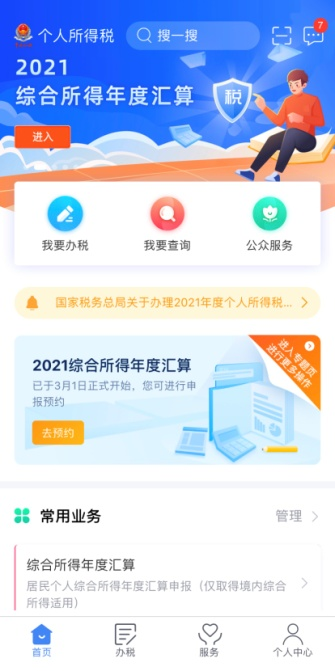 个人所得税
搜一搜
7
2021
综合所得年度汇算
税
进入
我要办税
我要查询
公众服务
国家税务总局关于办理2021年度个人所得税...
2021综合所得年度汇算
已于3月1日正式开始，您可进行申
报预约
去预约
进入专题页
进行更多操作
常用业务
管理
综合所得年度汇算
居民个人综合所得年度汇算申报（仅取得境内综合
所得适用）
首页
办税
服务
个人中心